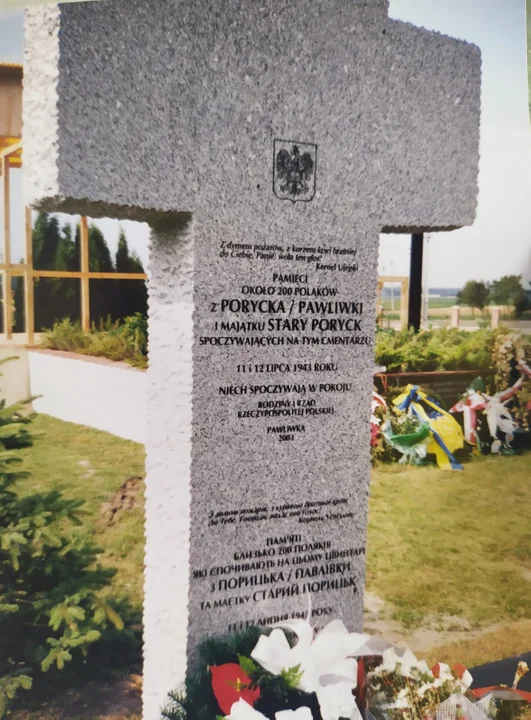 Z dymem pożarów, z kurzem krwi bratniej
do Ciebie, Panie, woła ten głos!
Kornel Ujejski
PAMIĘCI
OKOŁO 200 POLAKÓW
Z PORYCKA / PAWLIWKI
I MAJĄTKU STARY PORYCK
SPOCZYWAJĄCYCH NA TYM CMENTARZU
11 i 12 LIPCA 1943 ROKU
NIECH SPOCZYWAJĄ W POKOJU
RODZINY I RZĄD
RZECZYPOSPOLITEJ POLSKIEJ
PAWLIWKA
2003
З димом пожарів, з курявою братньої крові
до Тебе, Господи, лине цей голос!
Корнель Уєйський
ПАМ'ЯТІ
БЛИЗЬКО 200 ПОЛЯКІВ
ЯКІ СПОЧИВАЮТЬ НА ЦЬОМУ ЦВИНТАРІ
З ПОРИЦЬКА / ПАВЛІВКИ
ТА МАЄТКУ СТАРИЙ ПОРИЦЬК
11 І 12 ЛИПНЯ 1943 РОКУ